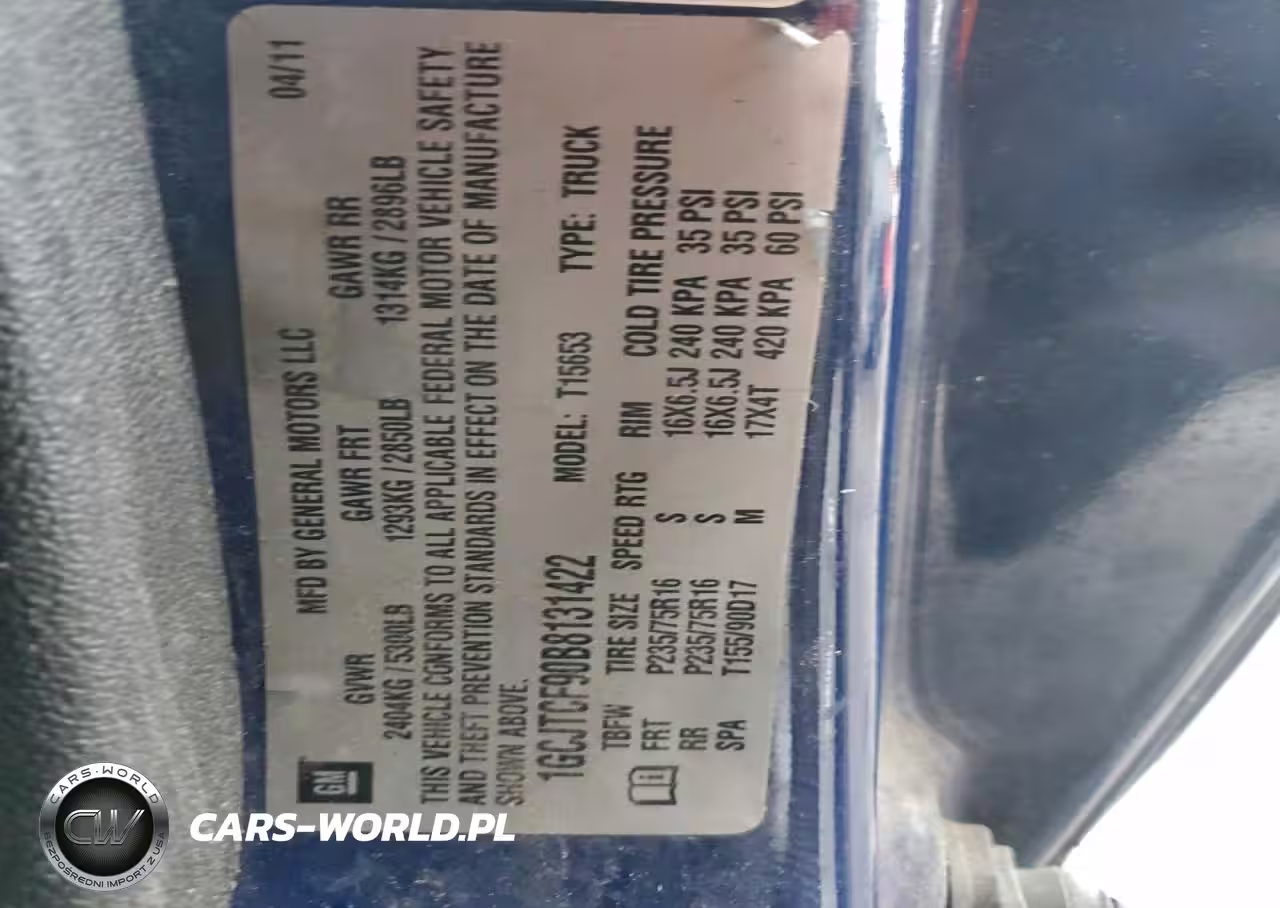 04/11
MFD BY GENERAL MOTORS LLC
GM
GVWR GAWR FRT GAWR RR
2404KG / 5300LB 1293KG / 2850LB 1314KG / 2896LB
THIS VEHICLE CONFORMS TO ALL APPLICABLE FEDERAL MOTOR VEHICLE SAFETY
AND THEFT PREVENTION STANDARDS IN EFFECT ON THE DATE OF MANUFACTURE
SHOWN ABOVE.
1GCJTCF90B8131422 MODEL: T15653 TYPE: TRUCK
TBFW TIRE SIZE SPEED RTG RIM COLD TIRE PRESSURE
FRT P235/75R16 S 16X6.5J 240 KPA 35 PSI
RR P235/75R16 S 16X6.5J 240 KPA 35 PSI
SPA T155/90D17 M 17X4T 420 KPA 60 PSI
CARS-WORLD
CW
BEZPOŚREDNI IMPORT Z USA
CARS-WORLD.PL